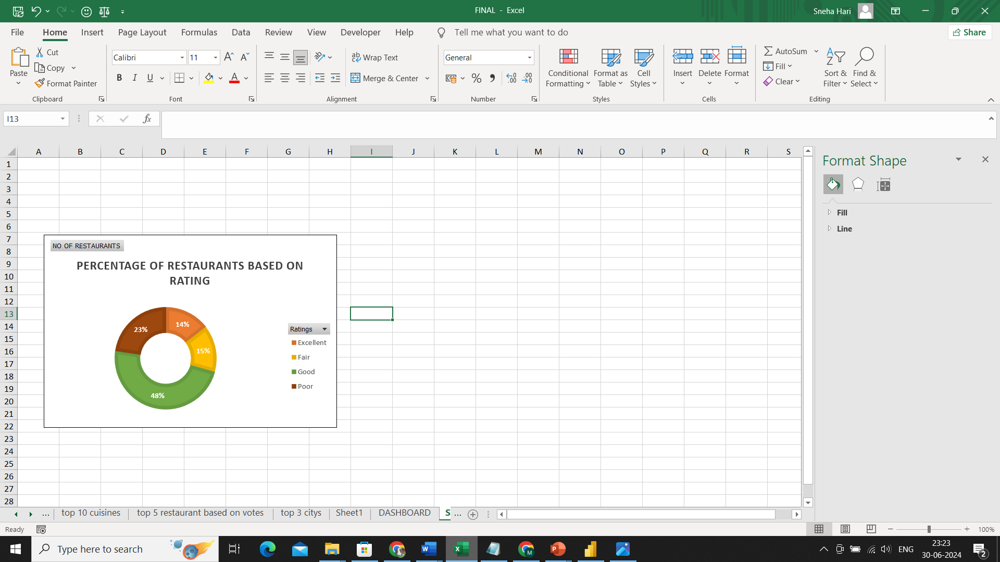 FINAL - Excel
Sneha Hari
File Home Insert Page Layout Formulas Data Review View Developer Help Tell me what you want to do Share
Paste
Cut
Copy
Format Painter
Clipboard
Calibri 11
B I U
Font
Wrap Text
Merge & Center
Alignment
General
% 
Number
Conditional Formatting
Format as Table
Cell Styles
Styles
Insert
Delete
Format
Cells
AutoSum
Fill
Clear
Sort & Filter
Find & Select
Editing
I13
fx
A B C D E F G H I J K L M N O P Q R S
1
2
3
4
5
6
7
8
9
10
11
12
13
14
15
16
17
18
19
20
21
22
23
24
25
26
27
28
NO OF RESTAURANTS
PERCENTAGE OF RESTAURANTS BASED ON
RATING
14%
23%
15%
48%
Ratings
Excellent
Fair
Good
Poor
Format Shape
Fill
Line
... top 10 cuisines top 5 restaurant based on votes top 3 citys Sheet1 DASHBOARD S ...
Ready
100%
Type here to search
ENG
23:23
30-06-2024
2